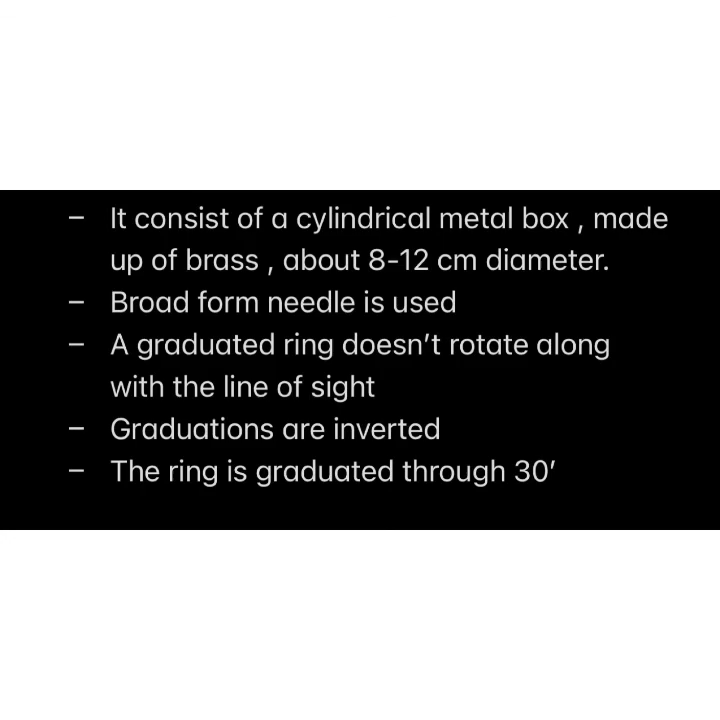 – It consist of a cylindrical metal box , made
up of brass , about 8-12 cm diameter.
– Broad form needle is used
– A graduated ring doesn’t rotate along
with the line of sight
– Graduations are inverted
– The ring is graduated through 30’